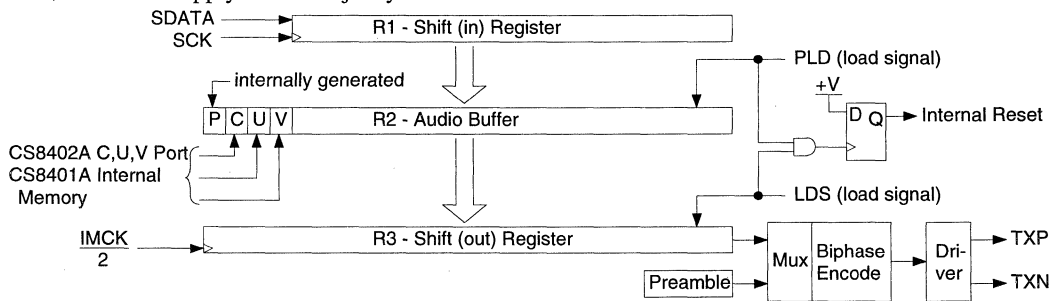 SDATA
SCK
R1 - Shift (in) Register
PLD (load signal)
internally generated
+V
P C U V
R2 - Audio Buffer
D Q
Internal Reset
CS8402A C,U,V Port
CS8401A Internal
Memory
LDS (load signal)
IMCK
2
R3 - Shift (out) Register
Mux
Biphase
Encode
Dri-
ver
TXP
TXN
Preamble